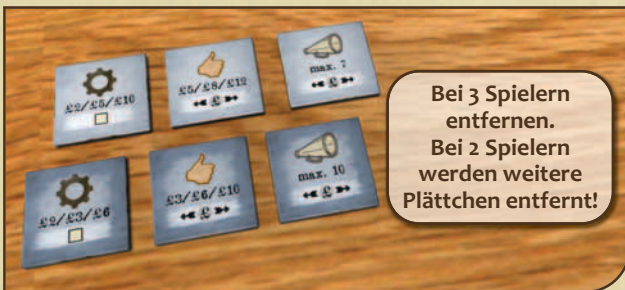 £2/£5/£10
£5/£8/£12
max. 7
£2/£3/£6
£3/£6/£10
max. 10
Bei 3 Spielern
entfernen.
Bei 2 Spielern
werden weitere
Plättchen entfernt!